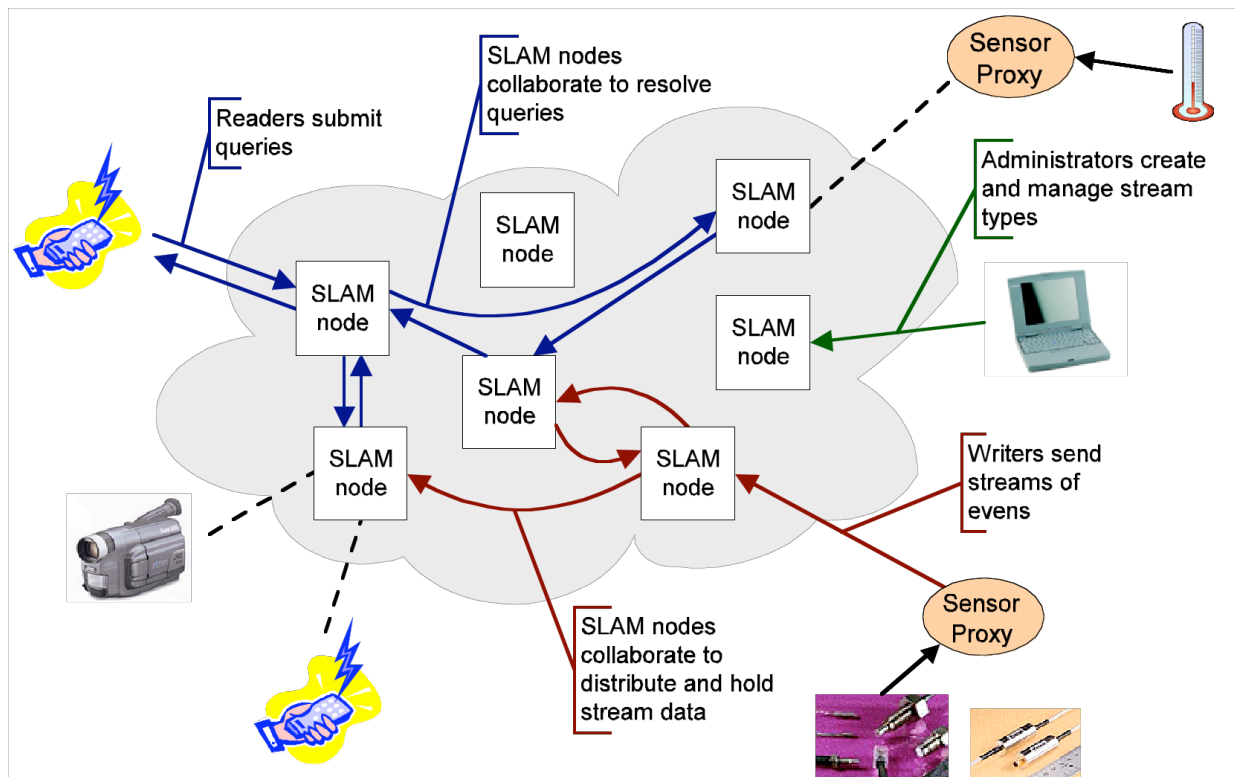 SLAM nodes
collaborate to resolve
queries
Sensor
Proxy
Readers submit
queries
Administrators create
and manage stream
types
SLAM
node
SLAM
node
SLAM
node
SLAM
node
SLAM
node
SLAM
node
SLAM
node
Writers send
streams of
evens
Sensor
Proxy
SLAM nodes
collaborate to
distribute and hold
stream data